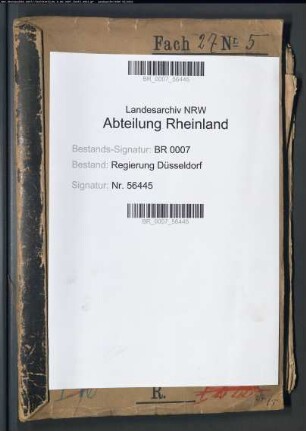 Fach 27 No 5
BR_0007_56445
Landesarchiv NRW
Abteilung Rheinland
Bestands-Signatur: BR 0007
Bestand: Regierung Düsseldorf
Signatur: Nr. 56445
BR_0007_56445
R.